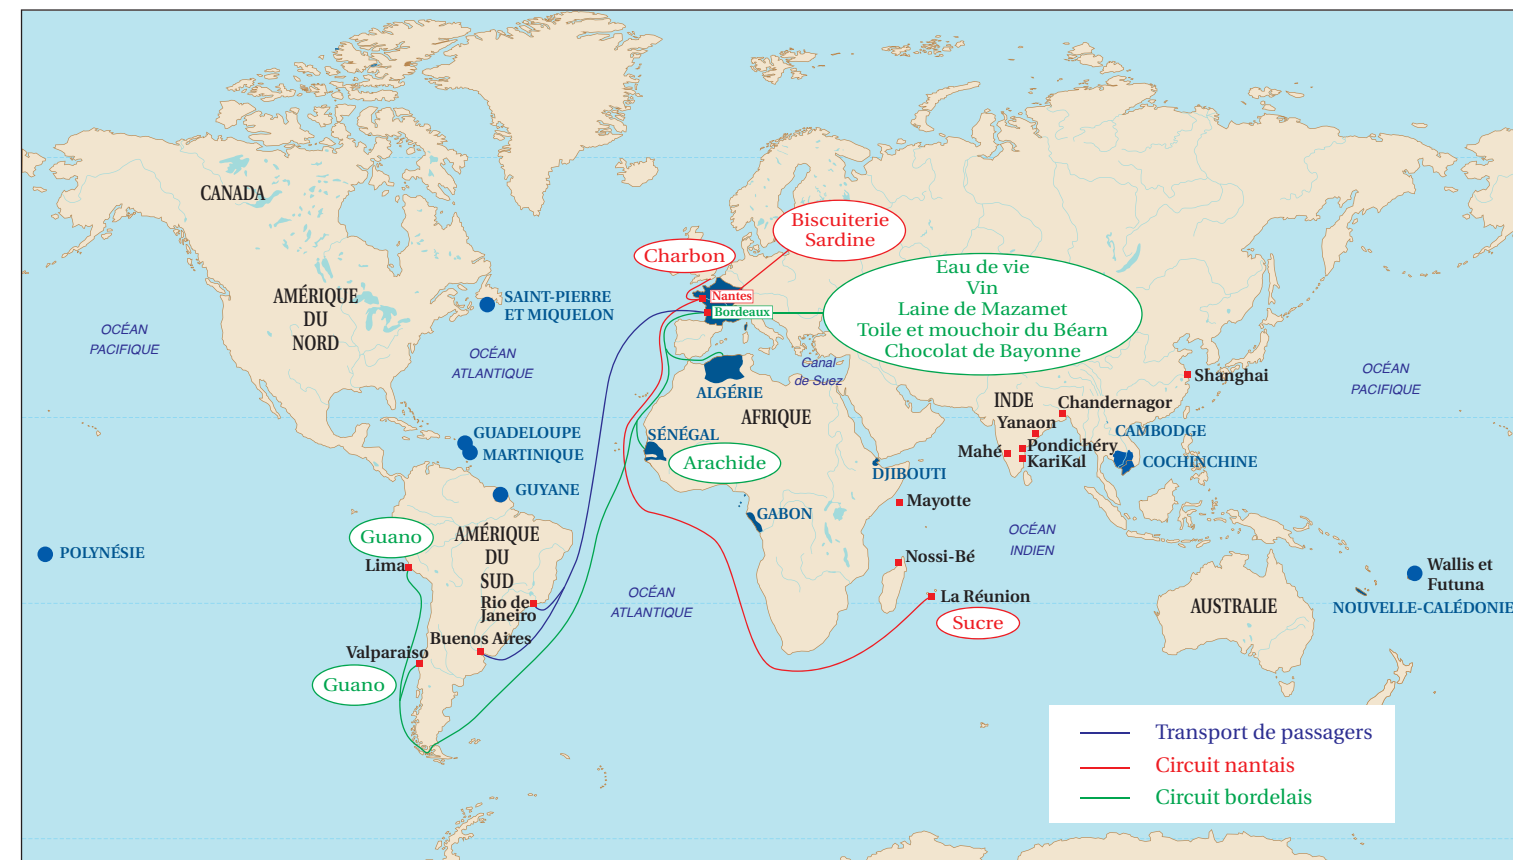 CANADA
Biscuiterie
Sardine
Charbon
Eau de vie
Vin
Laine de Mazamet
Toile et mouchoir du Béarn
Chocolat de Bayonne
Nantes
Bordeaux
AMÉRIQUE
DU
NORD
SAINT-PIERRE
ET MIQUELON
OCÉAN
PACIFIQUE
OCÉAN
ATLANTIQUE
Canal
de Suez
OCÉAN
PACIFIQUE
Shanghai
ALGÉRIE
AFRIQUE
INDE
Chandernagor
Yanaon
CAMBODGE
GUADELOUPE
MARTINIQUE
SÉNÉGAL
Arachide
Mahé
Pondichéry
KariKal
COCHINCHINE
DJIBOUTI
GUYANE
Mayotte
GABON
OCÉAN
INDIEN
Guano
AMÉRIQUE
DU
SUD
POLYNÉSIE
Lima
Nossi-Bé
Wallis et
Futuna
Rio de
Janeiro
OCÉAN
ATLANTIQUE
La Réunion
Sucre
AUSTRALIE
NOUVELLE-CALÉDONIE
Buenos Aires
Valparaiso
Guano
Transport de passagers
Circuit nantais
Circuit bordelais